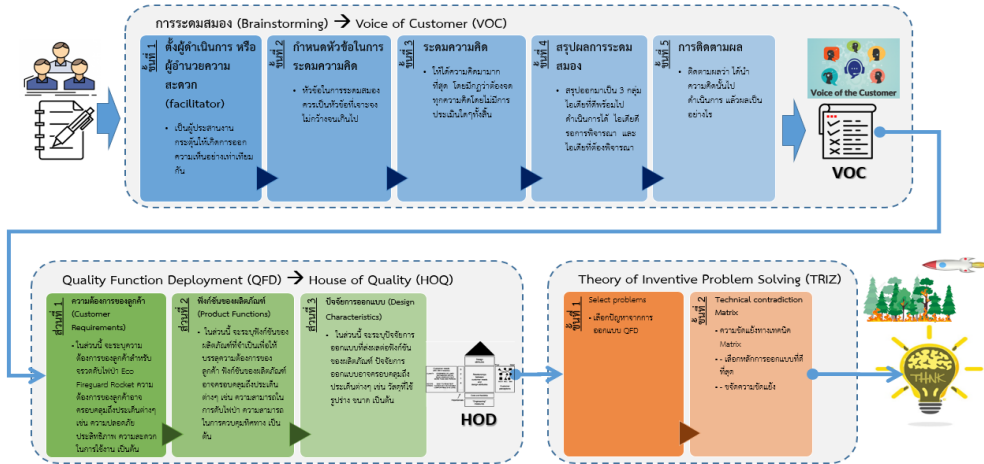 การระดมสมอง (Brainstorming) → Voice of Customer (VOC)
ขั้นที่ 1
ตั้งผู้ดำเนินการ หรือ
ผู้อำนวยความ
สะดวก
(facilitator)
• เป็นผู้ประสานงาน
กระตุ้นให้เกิดการออก
ความเห็นอย่างเท่าเทียม
กัน
ขั้นที่ 2
กำหนดหัวข้อในการ
ระดมความคิด
• หัวข้อในการระดมสมอง
ควรเป็นหัวข้อที่เจาะจง
ไม่กว้างจนเกินไป
ขั้นที่ 3
ระดมความคิด
• ให้ได้ความคิดมามาก
ที่สุด โดยมีกฎว่าต้องจด
ทุกความคิดโดยไม่มีการ
ประเมินใดๆทั้งสิ้น
ขั้นที่ 4
สรุปผลการระดม
สมอง
• สรุปออกมาเป็น 3 กลุ่ม
ไอเดียที่ดีพร้อมไป
ดำเนินการได้ ไอเดียดี
รอการพิจารณา และ
ไอเดียที่ต้องพิจารณา
ขั้นที่ 5
การติดตามผล
• ติดตามผลว่า ได้นำ
ความคิดนั้นไป
ดำเนินการ แล้วผลเป็น
อย่างไร
Voice of the Customer
VOC
Quality Function Deployment (QFD) → House of Quality (HOQ)
ส่วนที่ 1
ความต้องการของลูกค้า
(Customer
Requirements)
• ในส่วนนี้ จะระบุความ
ต้องการของลูกค้าสำหรับ
จรวดดับไฟป่า Eco
Fireguard Rocket ความ
ต้องการของลูกค้าอาจ
ครอบคลุมถึงประเด็นต่างๆ
เช่น ความปลอดภัย
ประสิทธิภาพ ความสะดวก
ในการใช้งาน เป็นต้น
ส่วนที่ 2
ฟังก์ชันของผลิตภัณฑ์
(Product Functions)
• ในส่วนนี้ จะระบุฟังก์ชันของ
ผลิตภัณฑ์ที่จำเป็นเพื่อให้
บรรลุความต้องการของ
ลูกค้า ฟังก์ชันของผลิตภัณฑ์
อาจครอบคลุมถึงประเด็น
ต่างๆ เช่น ความสามารถใน
การดับไฟป่า ความสามารถ
ในการควบคุมทิศทาง เป็น
ต้น
ส่วนที่ 3
ปัจจัยการออกแบบ (Design
Characteristics)
• ในส่วนนี้ จะระบุปัจจัยการ
ออกแบบที่ส่งผลต่อฟังก์ชัน
ของผลิตภัณฑ์ ปัจจัยการ
ออกแบบอาจครอบคลุมถึง
ประเด็นต่างๆ เช่น วัสดุที่ใช้
รูปร่าง ขนาด เป็นต้น
HOD
Theory of Inventive Problem Solving (TRIZ)
ขั้นที่ 1
Select problems
• เลือกปัญหาจากการ
ออกแบบ QFD
ขั้นที่ 2
Technical contradiction
Matrix
• ความขัดแย้งทางเทคนิค
Matrix
• - เลือกหลักการออกแบบที่ดี
ที่สุด
• - ขจัดความขัดแย้ง
THNK